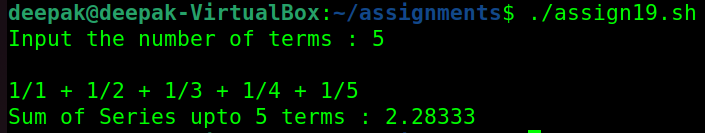 deepak@deepak-VirtualBox:~/assignments$ ./assign19.sh
Input the number of terms : 5
1/1 + 1/2 + 1/3 + 1/4 + 1/5
Sum of Series upto 5 terms : 2.28333